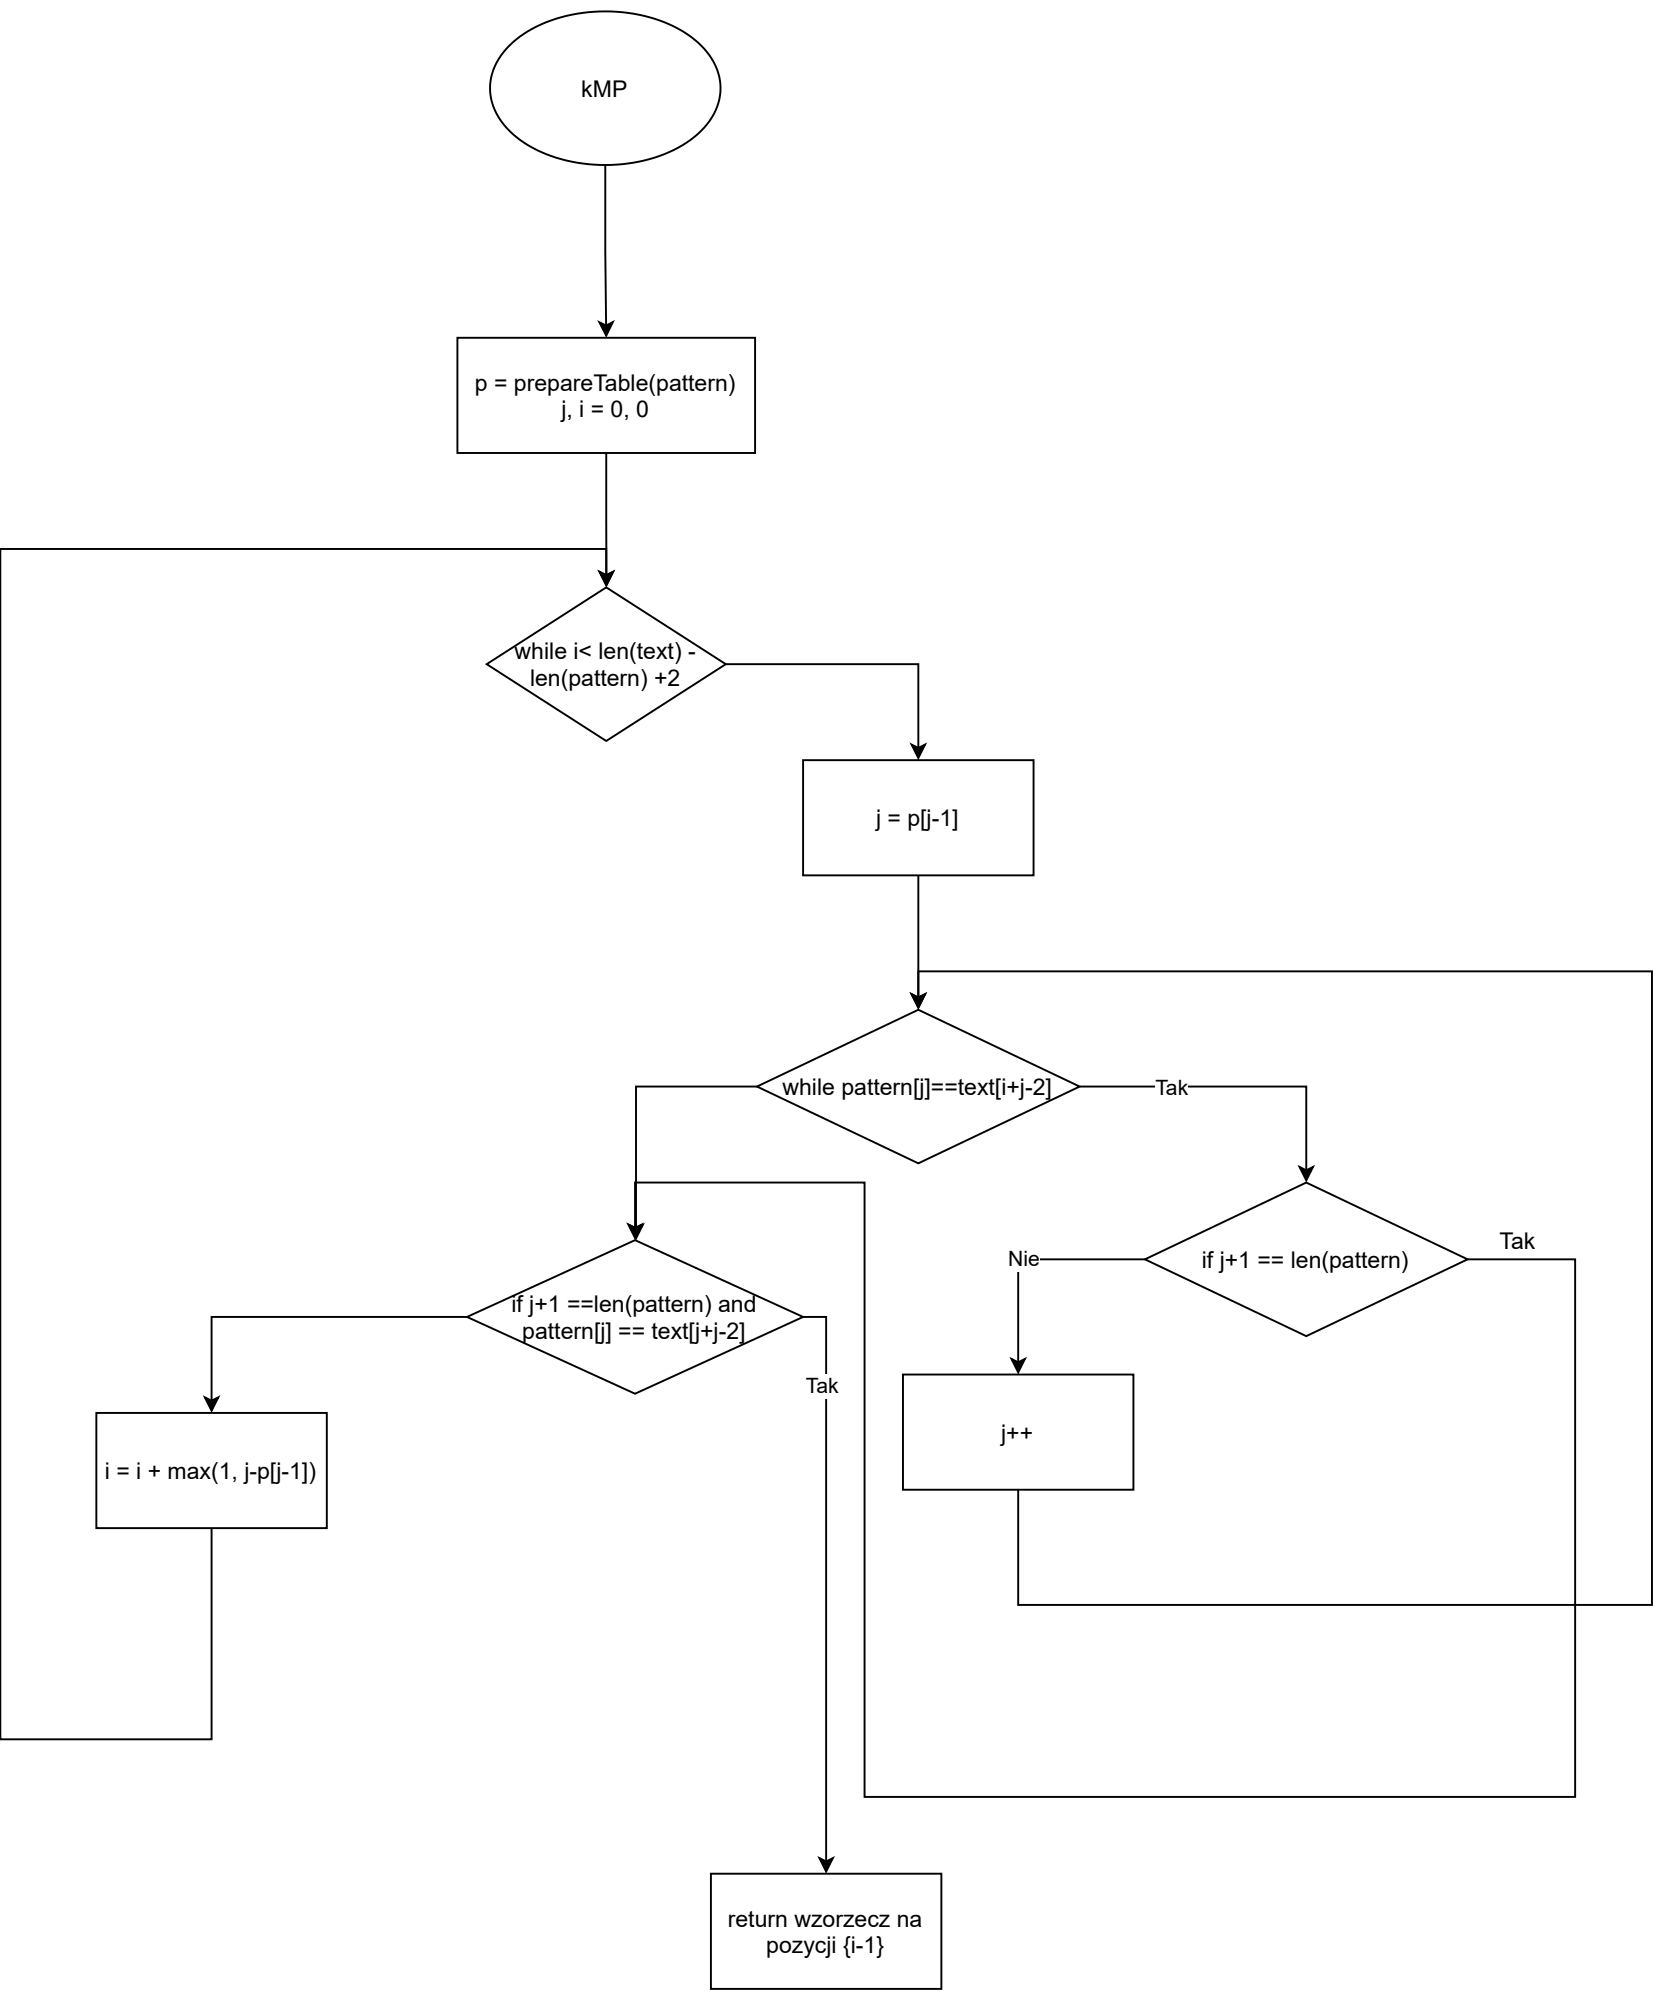 kMP
p = prepareTable(pattern)
j, i = 0, 0
while i< len(text) -
len(pattern) +2
j = p[j-1]
while pattern[j]==text[i+j-2]
Tak
if j+1 == len(pattern)
Tak
Nie
if j+1 ==len(pattern) and
pattern[j] == text[j+j-2]
Tak
j++
i = i + max(1, j-p[j-1])
return wzorzecz na
pozycji {i-1}